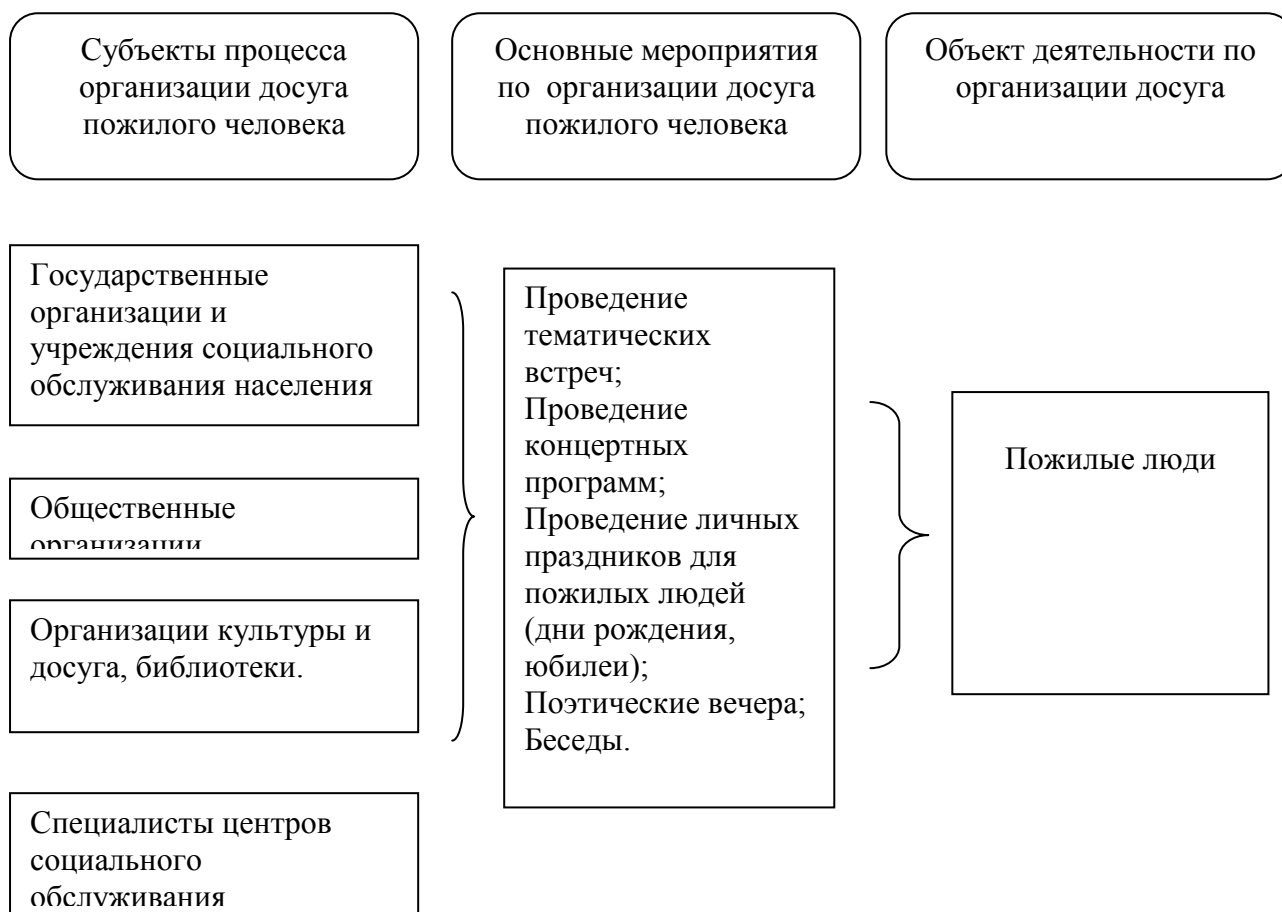 Субъекты процесса
организации досуга
пожилого человека
Основные мероприятия
по организации досуга
пожилого человека
Объект деятельности по
организации досуга
Государственные
организации и
учреждения социального
обслуживания населения
Общественные
организации
Организации культуры и
досуга, библиотеки.
Специалисты центров
социального
обслуживания
Проведение
тематических
встреч;
Проведение
концертных
программ;
Проведение личных
праздников для
пожилых людей
(дни рождения,
юбилеи);
Поэтические вечера;
Беседы.
Пожилые люди